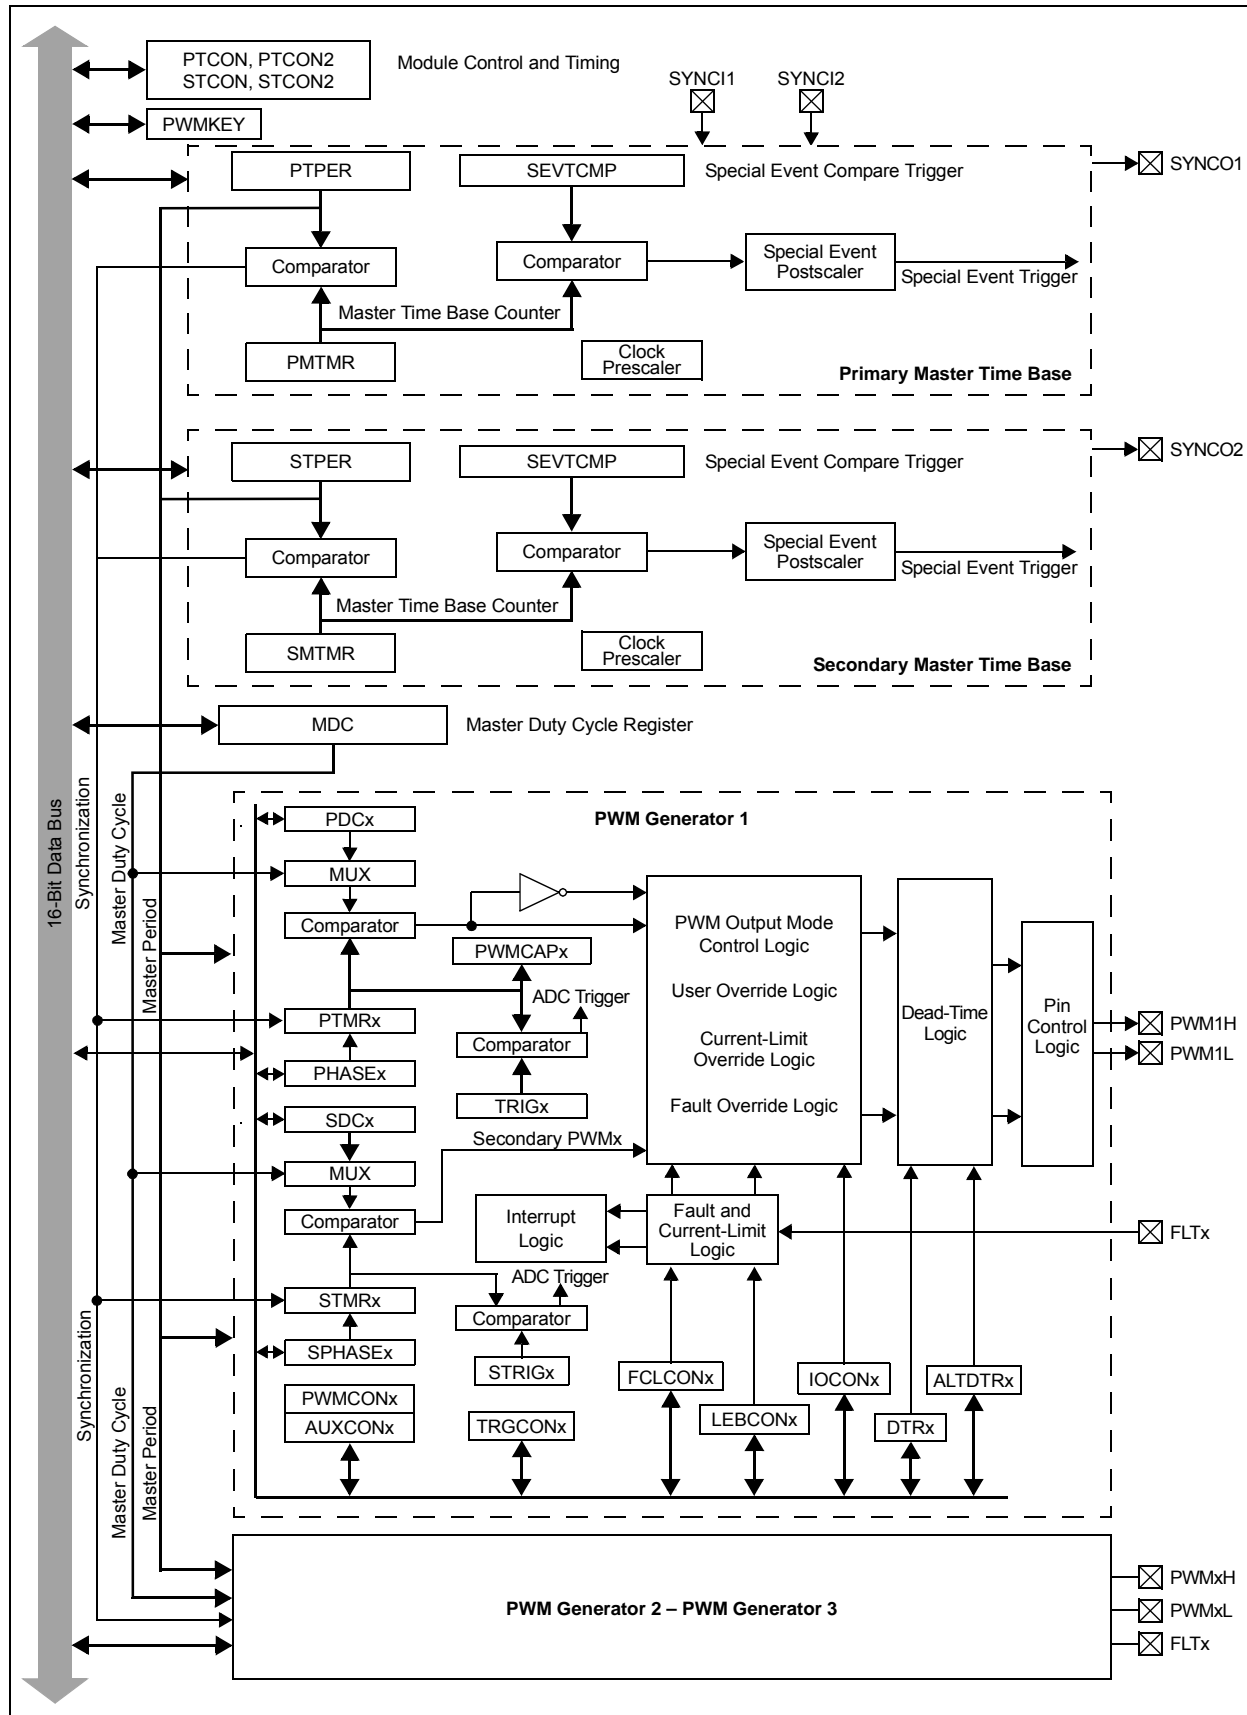 PTCON, PTCON2
STCON, STCON2
Module Control and Timing
SYNCI1
SYNCI2
PWMKEY
PTPER
SEVTCMP
Special Event Compare Trigger
SYNCO1
Comparator
Comparator
Special Event
Postscaler
Special Event Trigger
Master Time Base Counter
PMTMR
Clock
Prescaler
Primary Master Time Base
STPER
SEVTCMP
Special Event Compare Trigger
SYNCO2
Comparator
Comparator
Special Event
Postscaler
Special Event Trigger
Master Time Base Counter
SMTMR
Clock
Prescaler
Secondary Master Time Base
MDC
Master Duty Cycle Register
16-Bit Data Bus
Synchronization
Master Duty Cycle
Master Period
PWM Generator 1
PDCx
MUX
Comparator
PWMCAPx
ADC Trigger
PTMRx
Comparator
PHASEx
TRIGx
PWM Output Mode
Control Logic
User Override Logic
Current-Limit
Override Logic
Fault Override Logic
Dead-Time
Logic
Pin
Control
Logic
PWM1H
PWM1L
SDCx
Secondary PWMx
MUX
Comparator
Interrupt
Logic
Fault and
Current-Limit
Logic
FLTx
ADC Trigger
STMRx
Comparator
SPHASEx
STRIGx
FCLCONx
IOCONx
ALTDTRx
PWMCONx
AUXCONx
TRGCONx
LEBCONx
DTRx
Synchronization
Master Duty Cycle
Master Period
PWM Generator 2 – PWM Generator 3
PWMxH
PWMxL
FLTx